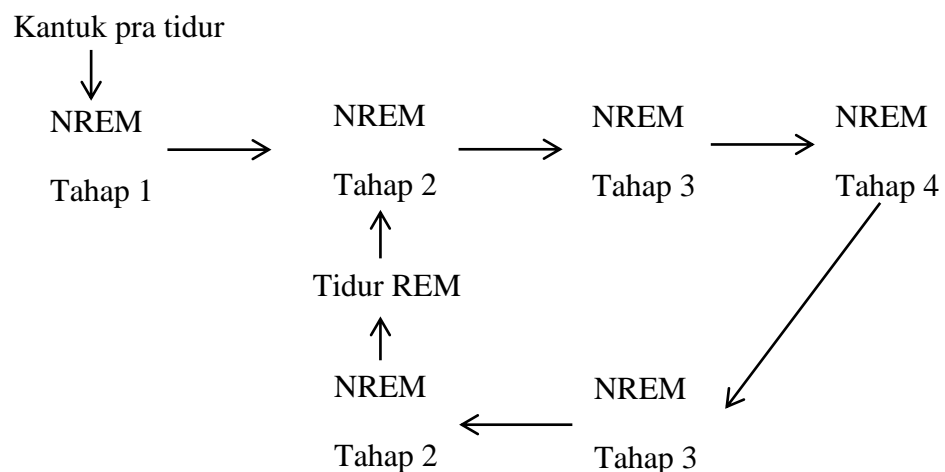 Kantuk pra tidur
NREM
Tahap 1
NREM
Tahap 2
NREM
Tahap 3
NREM
Tahap 4
Tidur REM
NREM
Tahap 2
NREM
Tahap 3